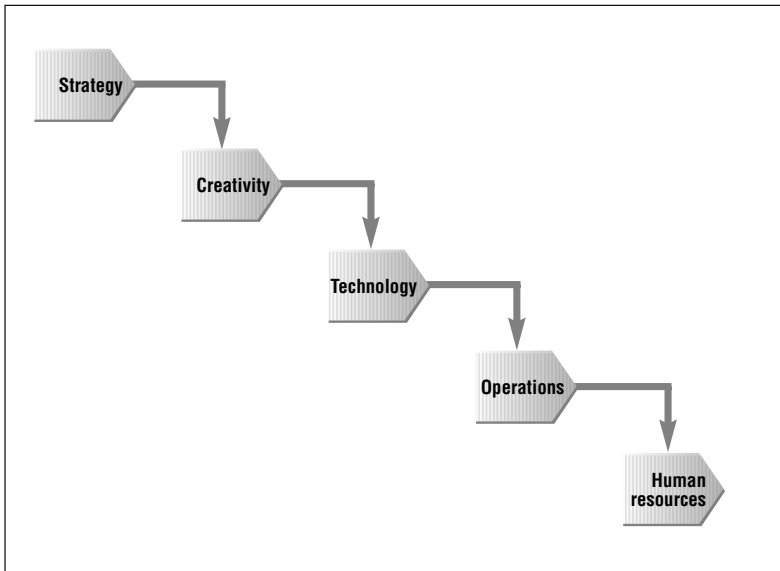 Strategy
Creativity
Technology
Operations
Human
resources